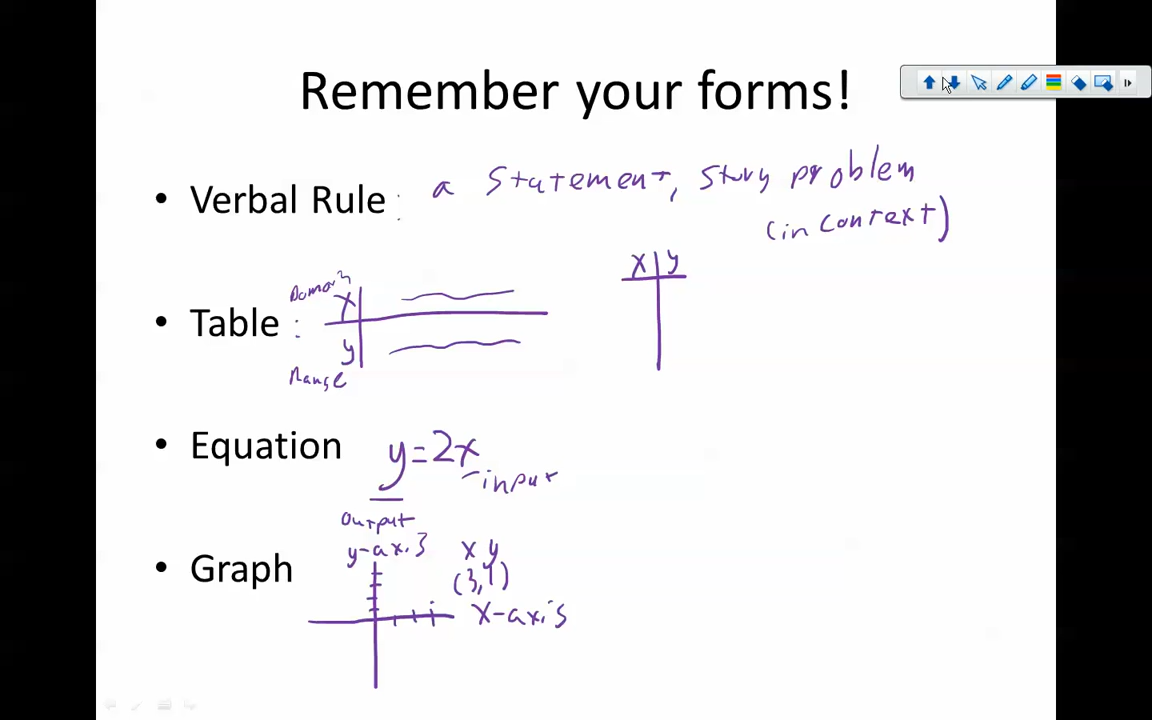 Remember your forms!
• Verbal Rule : a statement, story problem
(in context)
x y
Domain
• Table : x
y
Range
• Equation y=2x
input
output
y-axis x y
• Graph (3,1)
x-axis